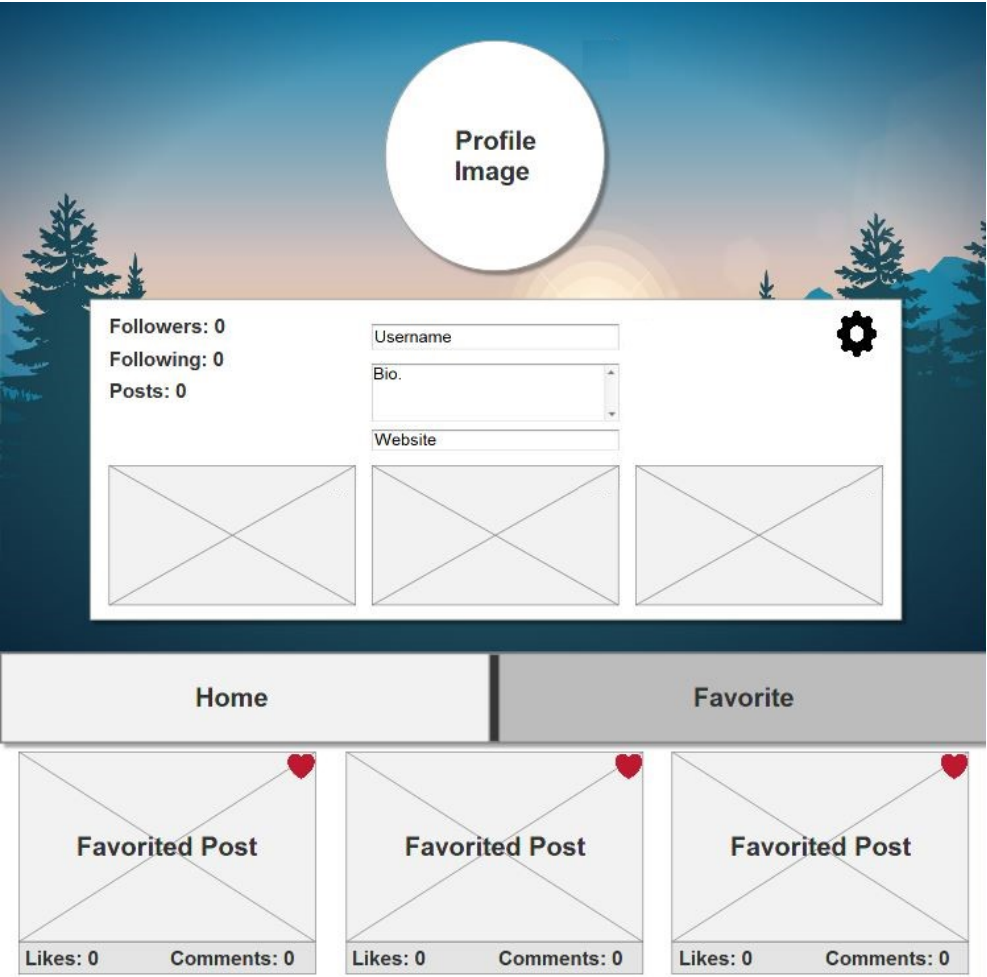 Profile
Image
Followers: 0
Following: 0
Posts: 0
Username
Bio.
Website
Home
Favorite
Favorited Post
Favorited Post
Favorited Post
Likes: 0
Comments: 0
Likes: 0
Comments: 0
Likes: 0
Comments: 0